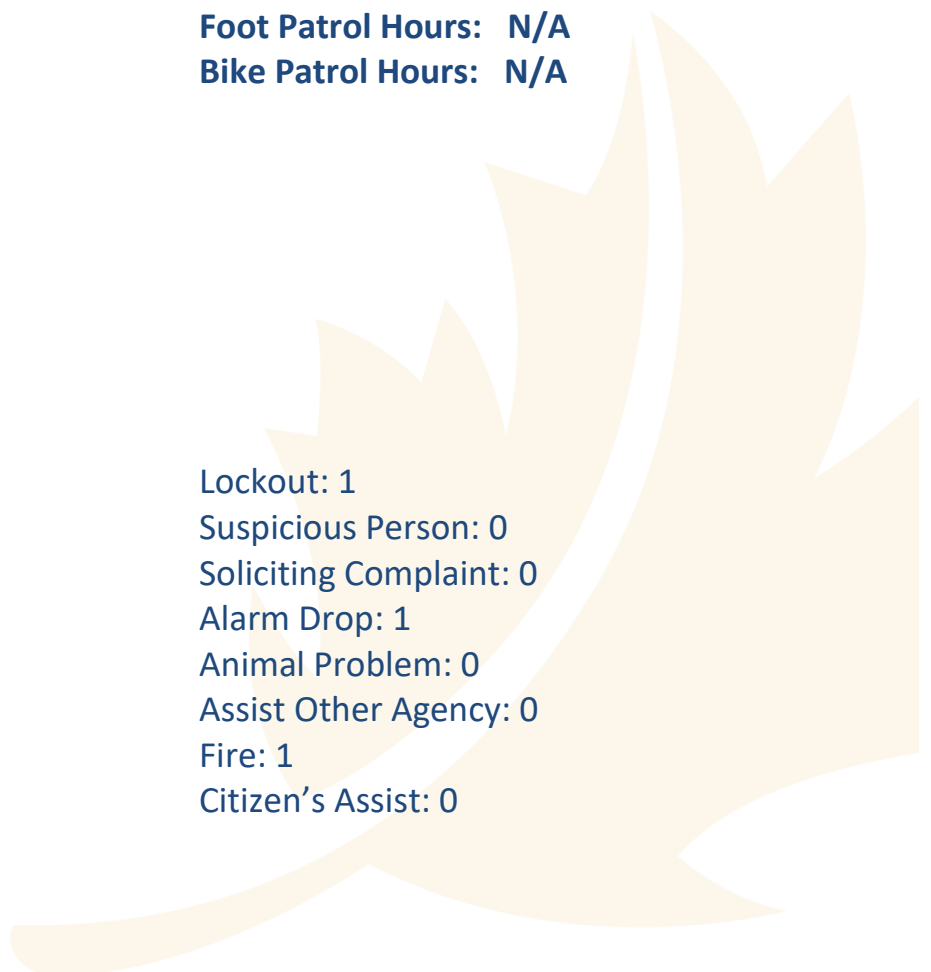 Foot Patrol Hours: N/A
Bike Patrol Hours: N/A
Lockout: 1
Suspicious Person: 0
Soliciting Complaint: 0
Alarm Drop: 1
Animal Problem: 0
Assist Other Agency: 0
Fire: 1
Citizen’s Assist: 0